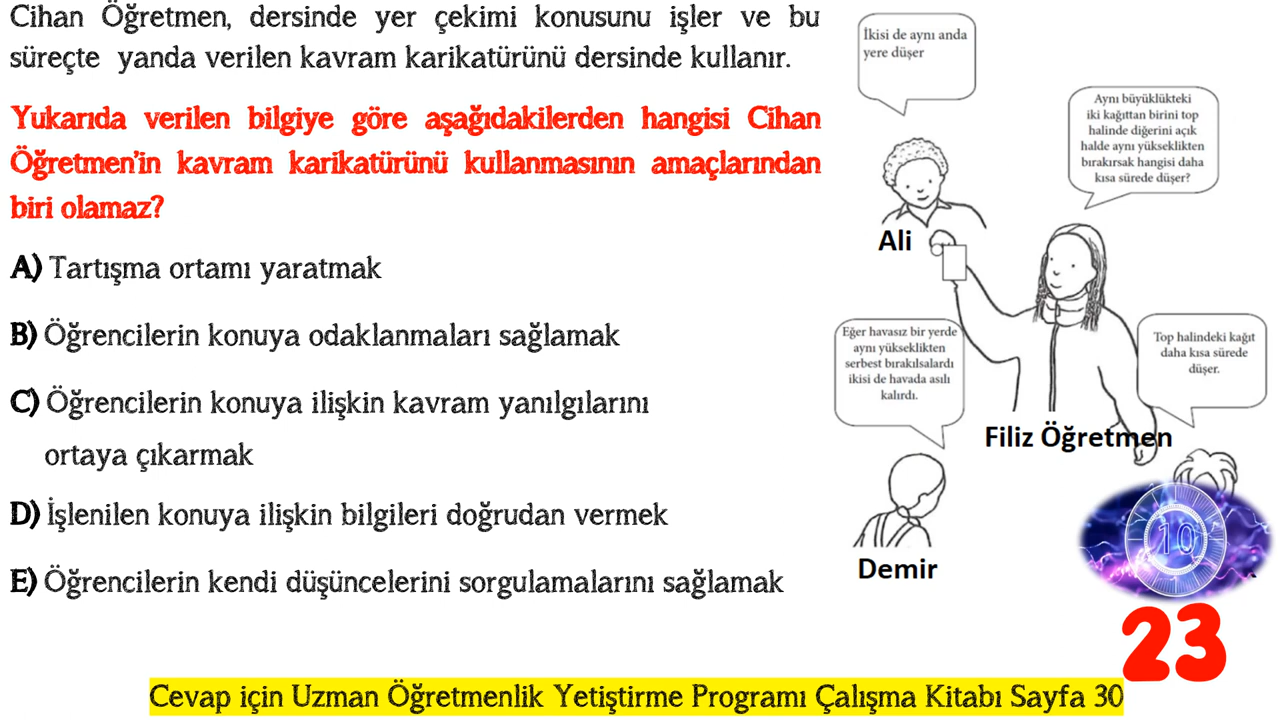 Cihan Öğretmen, dersinde yer çekimi konusunu işler ve bu
süreçte yanda verilen kavram karikatürünü dersinde kullanır.
Yukarıda verilen bilgiye göre aşağıdakilerden hangisi Cihan
Öğretmen'in kavram karikatürünü kullanmasının amaçlarından
biri olamaz?
A) Tartışma ortamı yaratmak
B) Öğrencilerin konuya odaklanmaları sağlamak
C) Öğrencilerin konuya ilişkin kavram yanılgılarını
ortaya çıkarmak
D) İşlenilen konuya ilişkin bilgileri doğrudan vermek
E) Öğrencilerin kendi düşüncelerini sorgulamalarını sağlamak
İkisi de aynı anda
yere düşer
Ali
Aynı büyüklükteki
iki kağıttan birini top
halinde diğerini açık
halde aynı yükseklikten
bırakırsak hangisi daha
kısa sürede düşer?
Eğer havasız bir yerde
aynı yükseklikten
serbest bırakılsalardı
ikisi de havada asılı
kalırdı.
Top halindeki kağıt
daha kısa sürede
düşer.
Filiz Öğretmen
Demir
10
23
Cevap için Uzman Öğretmenlik Yetiştirme Programı Çalışma Kitabı Sayfa 30